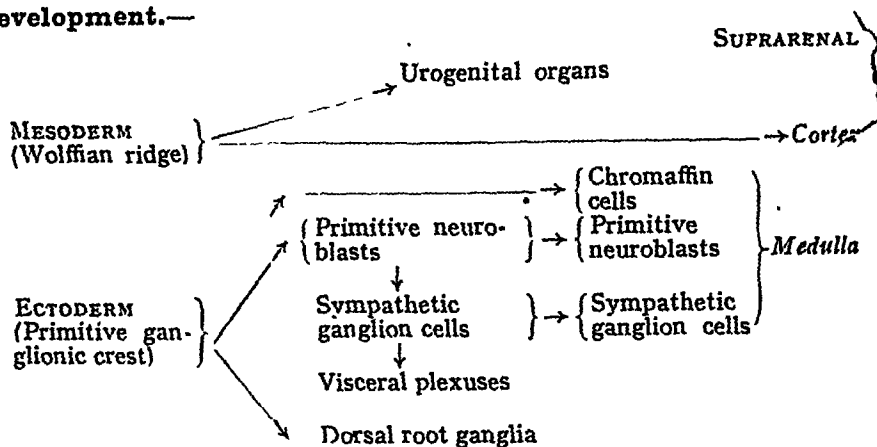 evelopment.—
SUPRARENAL
Urogenital organs
MESODERM
(Wolffian ridge)
Cortex
Chromaffin
cells
Primitive neuro-
blasts
Primitive
neuroblasts
Medulla
ECTODERM
(Primitive gan-
glionic crest)
Sympathetic
ganglion cells
Sympathetic
ganglion cells
Visceral plexuses
Dorsal root ganglia